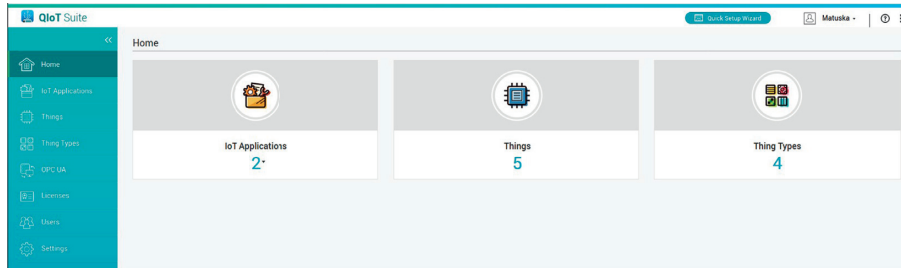 QIoT Suite
Quick Setup Wizard
Matuska
Home
Home
IoT Applications
Things
Thing Types
OPC UA
Licenses
Users
Settings
IoT Applications
2
Things
5
Thing Types
4